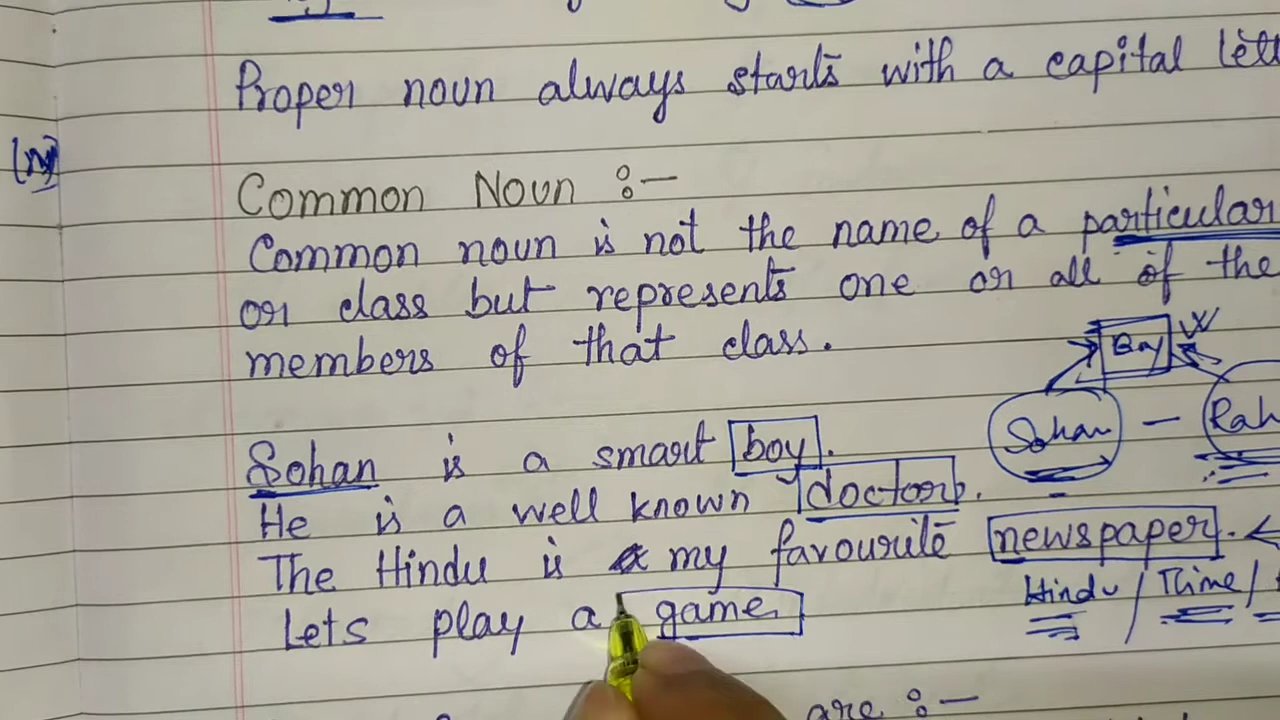 Proper noun always starts with a capital
Common Noun :-
Common noun is not the name of a particular
or class but represents one or all of the
members of that class.
Boy
Sohan - Rah
Sohan is a smart boy.
He is a well known doctor.
The Hindu is my favourite newspaper.
Hindu / Time /
Lets play a game.
are :-